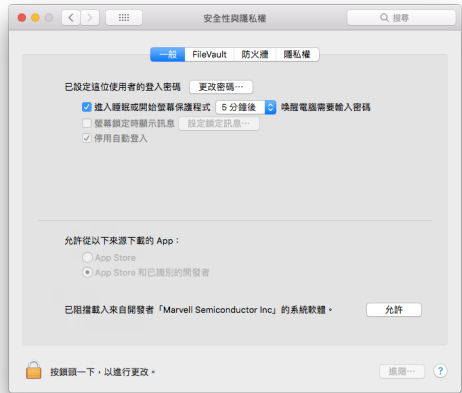 安全性與隱私權
搜尋
一般 FileVault 防火牆 隱私權
已設定這位使用者的登入密碼 更改密碼⋯
進入睡眠或開始螢幕保護程式 5 分鐘後 喚醒電腦需要輸入密碼
螢幕鎖定時顯示訊息 設定鎖定訊息⋯
停用自動登入
允許從以下來源下載的 App：
App Store
App Store 和已識別的開發者
已阻擋載入來自開發者「Marvell Semiconductor Inc」的系統軟體。 允許
按鎖頭一下，以進行更改。 進階⋯ ?